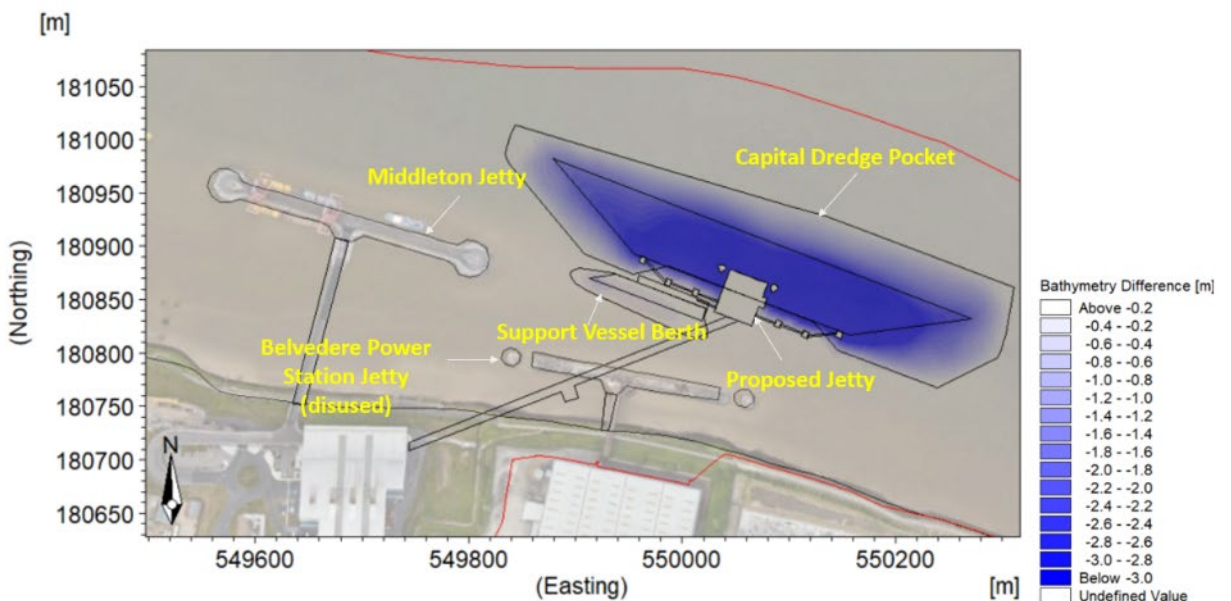 [m]
181050
181000
180950
180900
180850
180800
180750
180700
180650
(Northing)
Middleton Jetty
Capital Dredge Pocket
Support Vessel Berth
Belvedere Power
Station Jetty
(disused)
Proposed Jetty
N
549600
549800
550000
550200
(Easting)
[m]
Bathymetry Difference [m]
Above -0.2
-0.4 - -0.2
-0.6 - -0.4
-0.8 - -0.6
-1.0 - -0.8
-1.2 - -1.0
-1.4 - -1.2
-1.6 - -1.4
-1.8 - -1.6
-2.0 - -1.8
-2.2 - -2.0
-2.4 - -2.2
-2.6 - -2.4
-2.8 - -2.6
-3.0 - -2.8
Below -3.0
Undefined Value